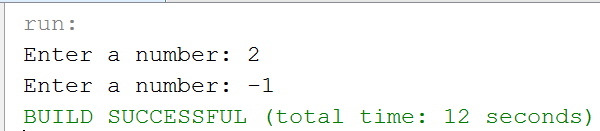 run:
Enter a number: 2
Enter a number: -1
BUILD SUCCESSFUL (total time: 12 seconds)